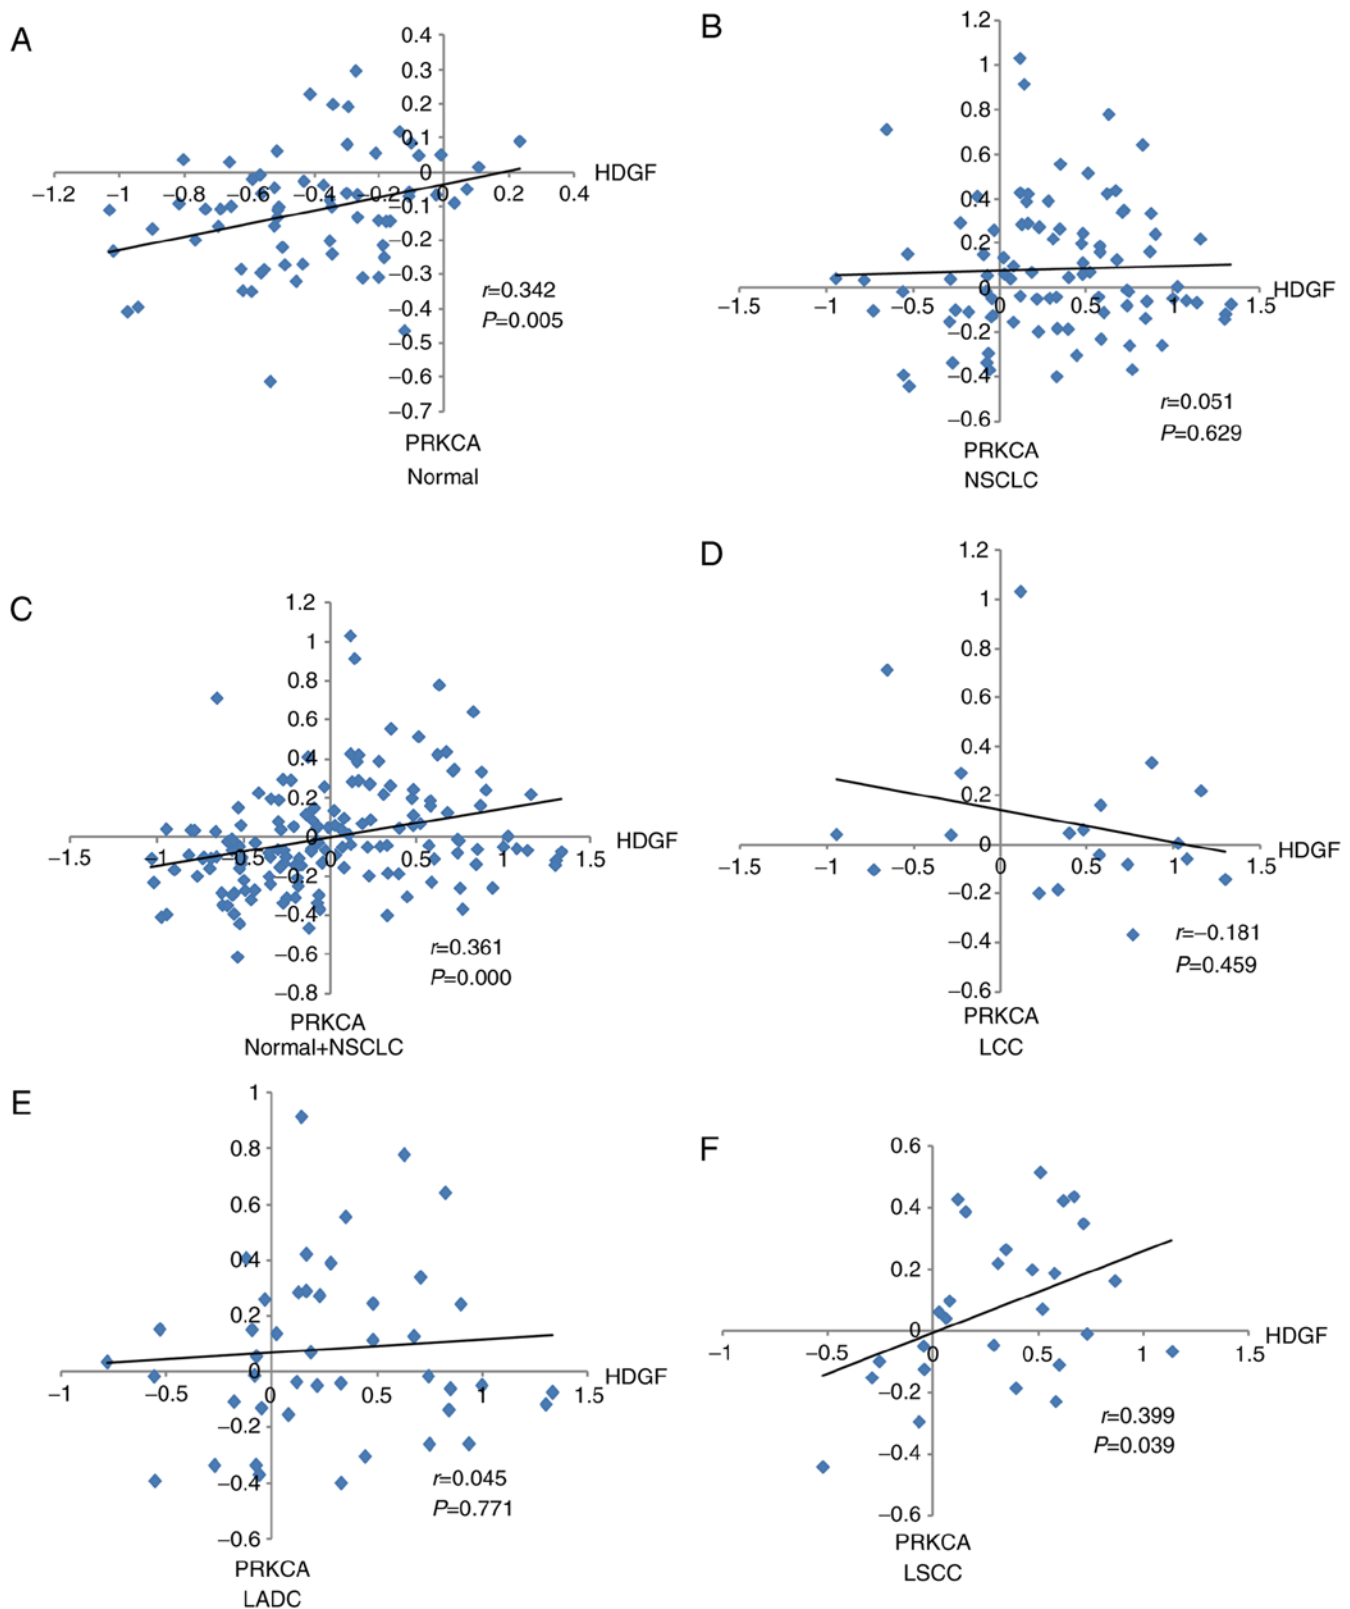 A
0.4
0.3
0.2
0.1
0
−0.1
−0.2
−0.3
−0.4
−0.5
−0.6
−0.7
−1.2
−1
−0.8
−0.6
−0.4
−0.2
0
0.2
0.4
HDGF
r=0.342
P=0.005
PRKCA
Normal
B
1.2
1
0.8
0.6
0.4
0.2
0
−0.2
−0.4
−0.6
−1.5
−1
−0.5
0
0.5
1
1.5
HDGF
r=0.051
P=0.629
PRKCA
NSCLC
C
1.2
1
0.8
0.6
0.4
0.2
0
−0.2
−0.4
−0.6
−0.8
−1.5
−1
−0.5
0
0.5
1
1.5
HDGF
r=0.361
P=0.000
PRKCA
Normal+NSCLC
D
1.2
1
0.8
0.6
0.4
0.2
0
−0.2
−0.4
−0.6
−1.5
−1
−0.5
0
0.5
1
1.5
HDGF
r=−0.181
P=0.459
PRKCA
LCC
E
1
0.8
0.6
0.4
0.2
0
−0.2
−0.4
−0.6
−1
−0.5
0
0.5
1
1.5
HDGF
r=0.045
P=0.771
PRKCA
LADC
F
0.6
0.4
0.2
0
−0.2
−0.4
−0.6
−1
−0.5
0
0.5
1
1.5
HDGF
r=0.399
P=0.039
PRKCA
LSCC